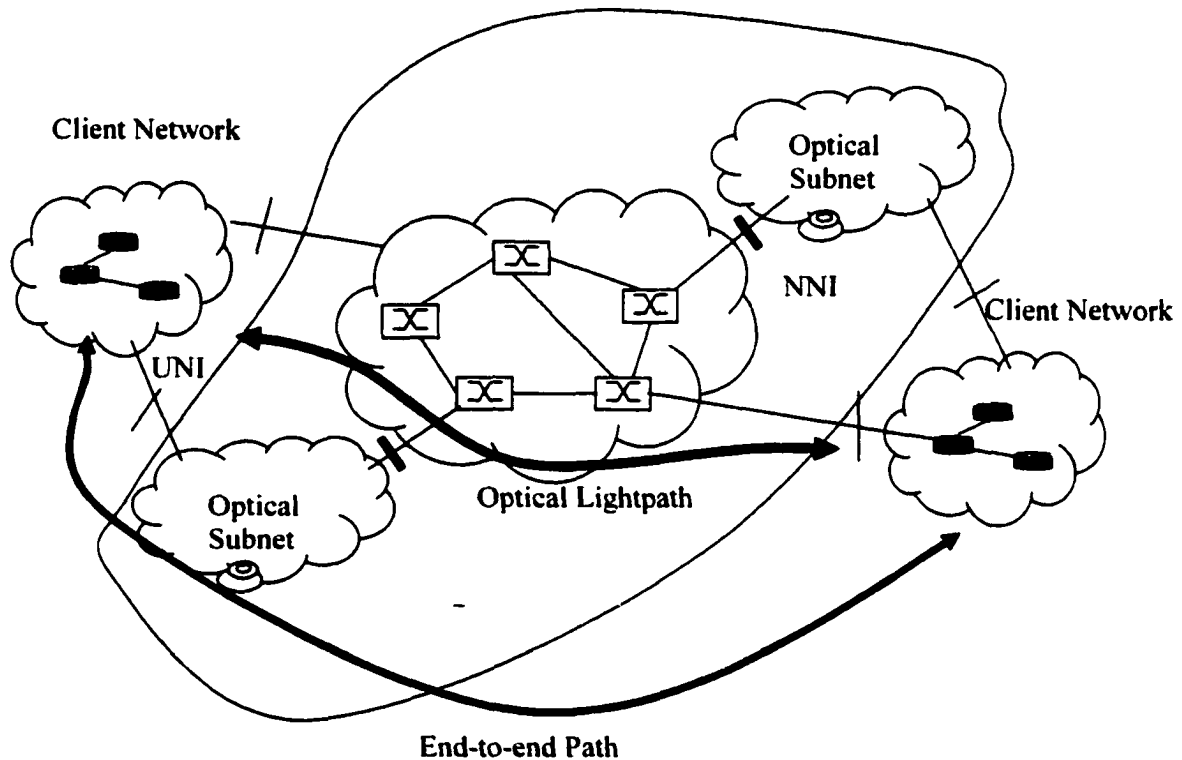 Client Network
Optical
Subnet
NNI
Client Network
UNI
Optical Lightpath
Optical
Subnet
End-to-end Path